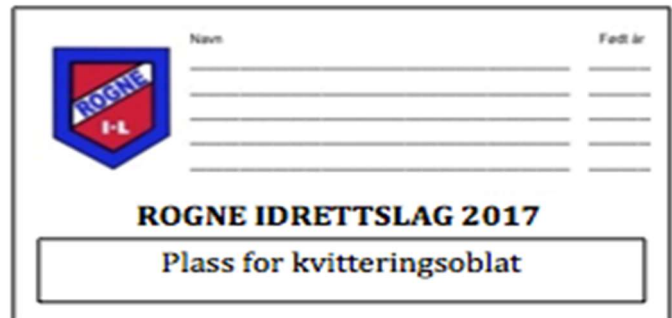 Navn Født år
ROGNE
I-L
ROGNE IDRETTSLAG 2017
Plass for kvitteringsoblat